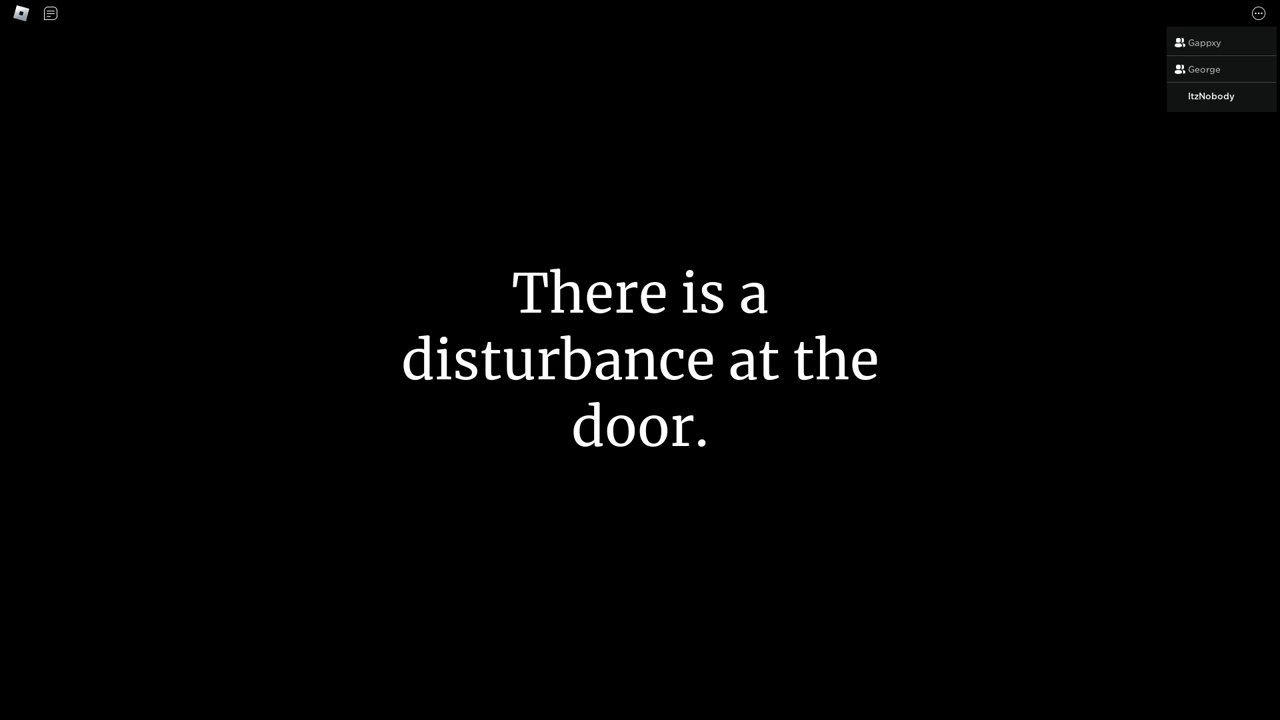 Gappxy
George
ItzNobody
There is a
disturbance at the
door.